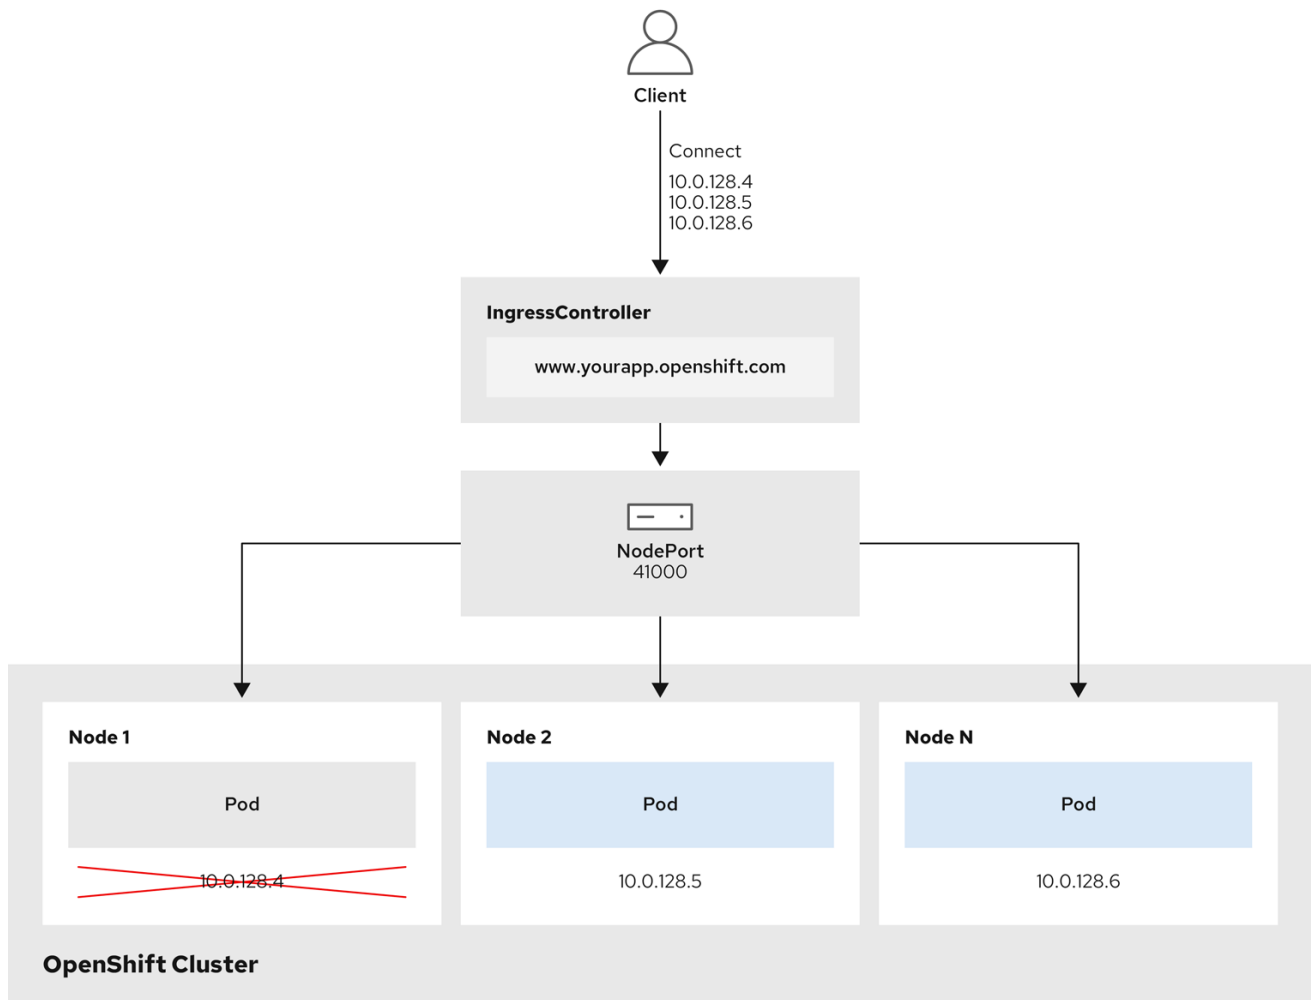 Client
Connect
10.0.128.4
10.0.128.5
10.0.128.6
IngressController
www.yourapp.openshift.com
NodePort
41000
Node 1
Pod
10.0.128.4
Node 2
Pod
10.0.128.5
Node N
Pod
10.0.128.6
OpenShift Cluster